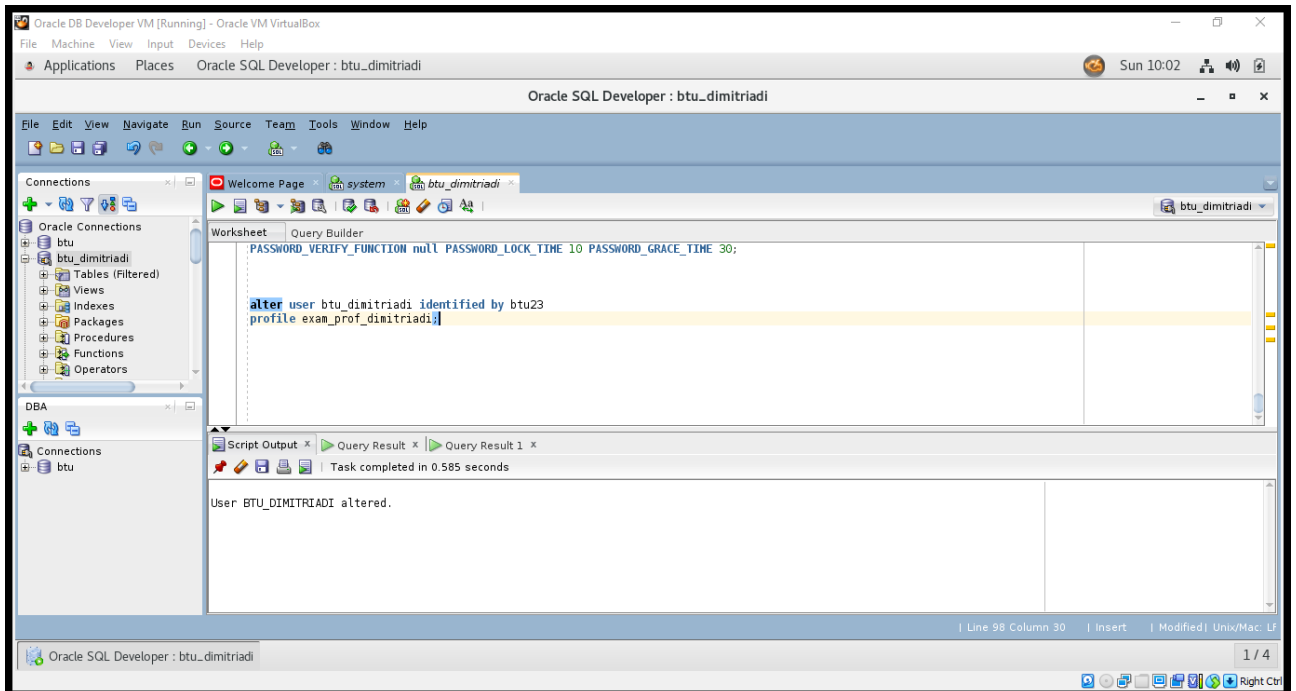 Oracle DB Developer VM [Running] - Oracle VM VirtualBox
File Machine View Input Devices Help
Applications Places Oracle SQL Developer : btu_dimitriadi Sun 10:02
Oracle SQL Developer : btu_dimitriadi
File Edit View Navigate Run Source Team Tools Window Help
Connections
Oracle Connections
btu
btu_dimitriadi
Tables (Filtered)
Views
Indexes
Packages
Procedures
Functions
Operators
DBA
Connections
btu
Welcome Page system btu_dimitriadi
btu_dimitriadi
Worksheet Query Builder
PASSWORD_VERIFY_FUNCTION null PASSWORD_LOCK_TIME 10 PASSWORD_GRACE_TIME 30;
alter user btu_dimitriadi identified by btu23
profile exam_prof_dimitriadi;
Script Output x Query Result x Query Result 1 x
Task completed in 0.585 seconds
User BTU_DIMITRIADI altered.
| Line 98 Column 30 | Insert | Modified | Unix/Mac: LF
Oracle SQL Developer : btu_dimitriadi 1 / 4
Right Ctrl